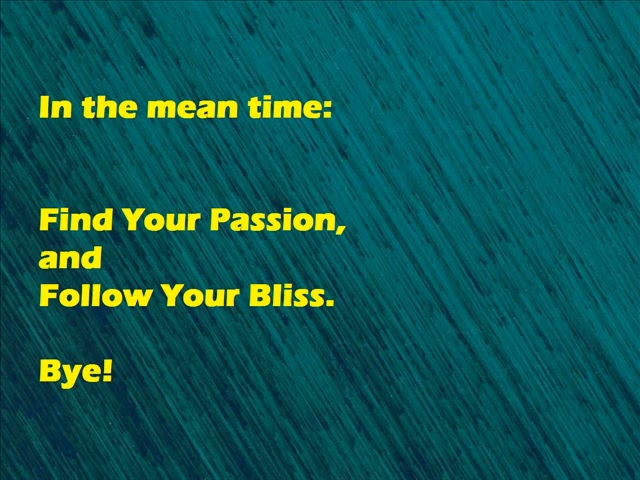 In the mean time:
Find Your Passion,
and
Follow Your Bliss.
Bye!